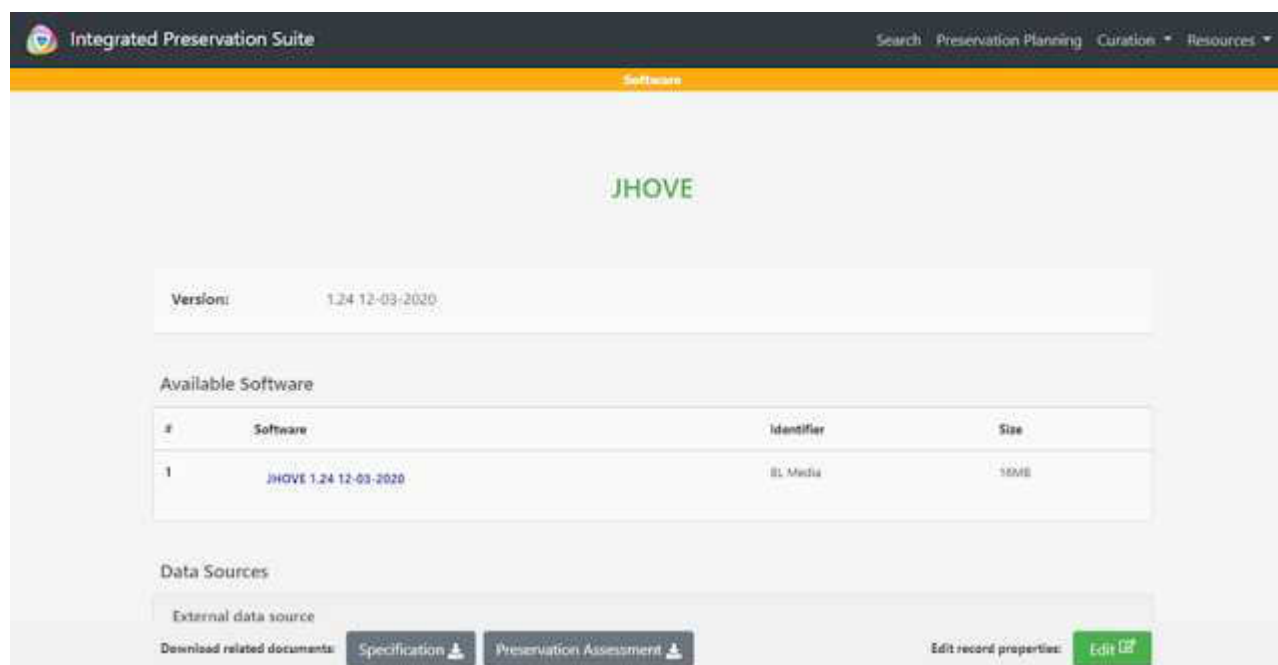 Integrated Preservation Suite Search Preservation Planning Curation Resources
Software
JHOVE
Version: 1.24 12-03-2020
Available Software
# Software Identifier Size
1 JHOVE 1.24 12-03-2020 BL Media 16MB
Data Sources
External data source
Download related documents: Specification Preservation Assessment Edit record properties: Edit